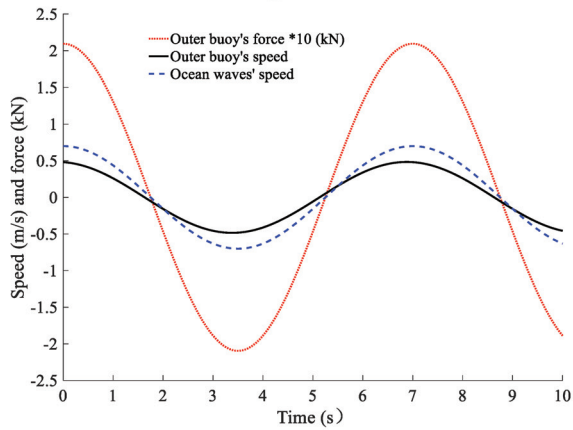 Outer buoy's force *10 (kN)
Outer buoy's speed
Ocean waves' speed
Speed (m/s) and force (kN)
2.5
2
1.5
1
0.5
0
-0.5
-1
-1.5
-2
-2.5
0 1 2 3 4 5 6 7 8 9 10
Time (s）